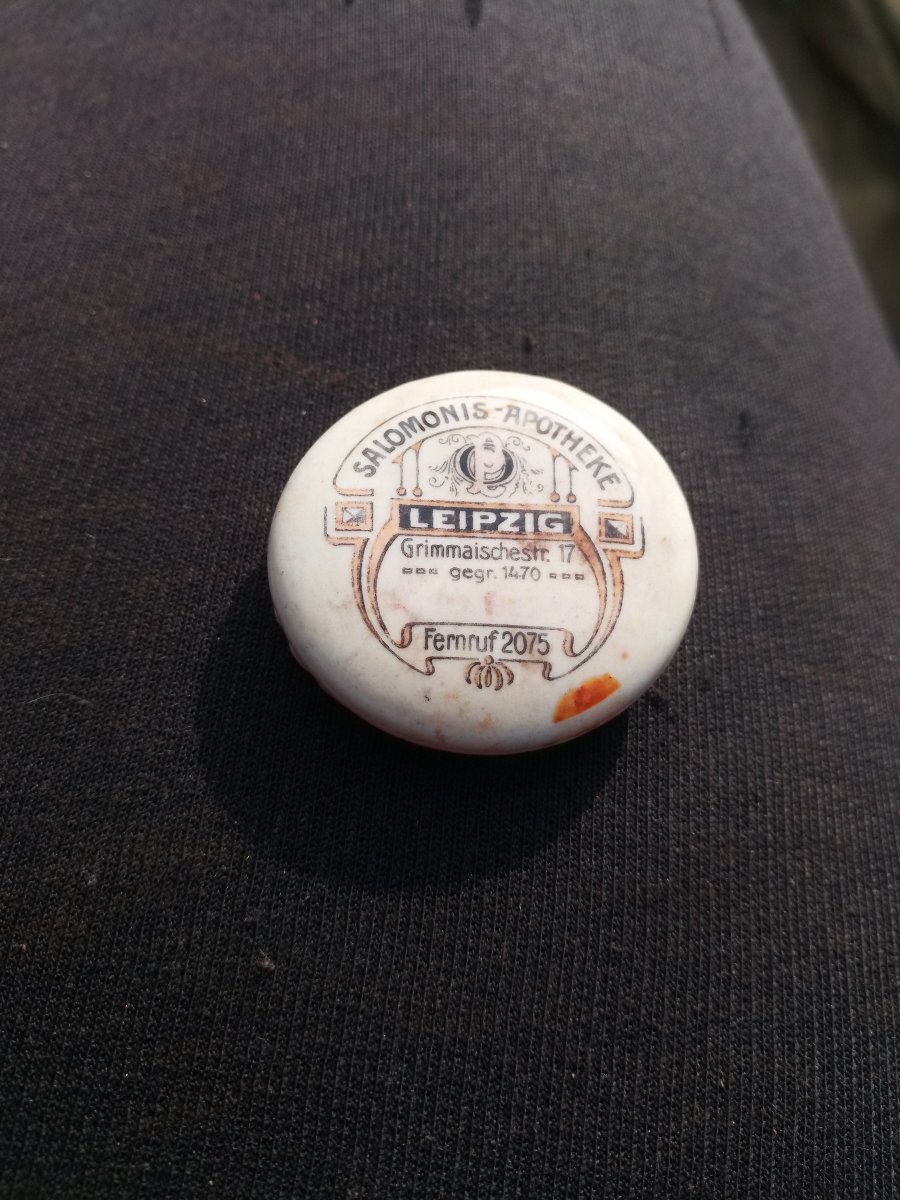 SALOMONIS-APOTHEKE
LEIPZIG
Grimmaischestr. 17
gegr. 1470
Fernruf 2075